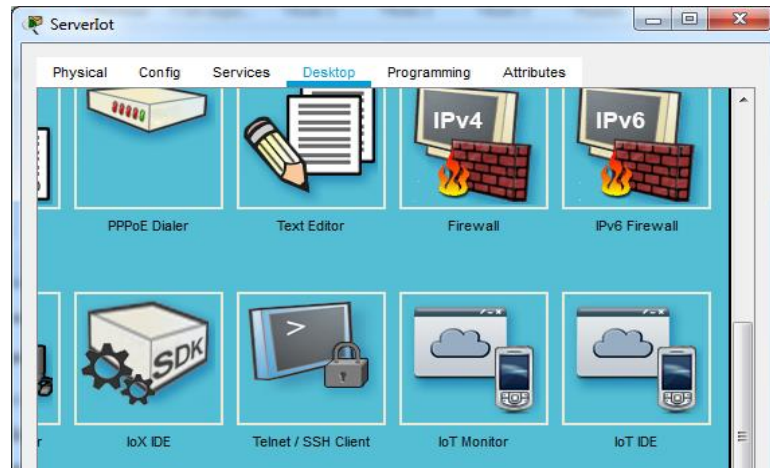 ServerIot
Physical Config Services Desktop Programming Attributes
IPv4 IPv6
PPPoE Dialer Text Editor Firewall IPv6 Firewall
SDK
>
r IoX IDE Telnet / SSH Client IoT Monitor IoT IDE